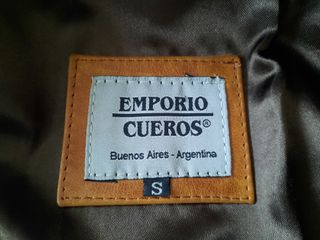 EMPORIO
CUEROS®
Buenos Aires - Argentina
S